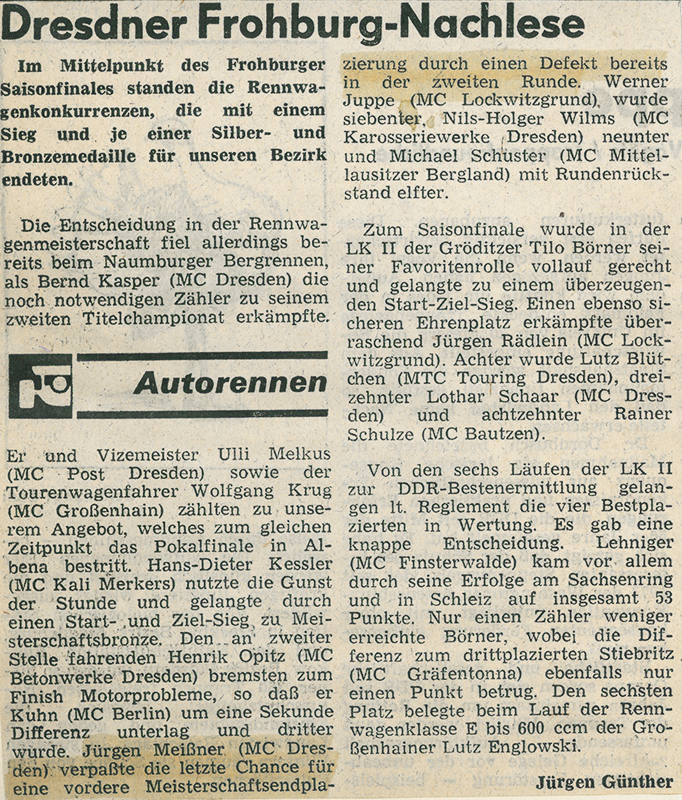 Dresdner Frohburg-Nachlese
Im Mittelpunkt des Frohburger
Saisonfinales standen die Rennwa-
genkonkurrenzen, die mit einem
Sieg und je einer Silber- und
Bronzemedaille für unseren Bezirk
endeten.
Die Entscheidung in der Rennwa-
genmeisterschaft fiel allerdings be-
reits beim Naumburger Bergrennen,
als Bernd Kasper (MC Dresden) die
noch notwendigen Zähler zu seinem
zweiten Titelchampionat erkämpfte.
Autorennen
Er und Vizemeister Ulli Melkus
(MC Post Dresden) sowie der
Tourenwagenfahrer Wolfgang Krug
(MC Großenhain) zählten zu unse-
rem Angebot, welches zum gleichen
Zeitpunkt das Pokalfinale in Al-
bena bestritt. Hans-Dieter Kessler
(MC Kali Merkers) nutzte die Gunst
der Stunde und gelangte durch
einen Start- und Ziel-Sieg zu Mei-
sterschaftsbronze. Den an zweiter
Stelle fahrenden Henrik Opitz (MC
Betonwerke Dresden) bremsten zum
Finish Motorprobleme, so daß er
Kuhn (MC Berlin) um eine Sekunde
Differenz unterlag und dritter
wurde. Jürgen Meißner (MC Dres-
den) verpaßte die letzte Chance für
eine vordere Meisterschaftsendpla-
zierung durch einen Defekt bereits
in der zweiten Runde. Werner
Juppe (MC Lockwitzgrund) wurde
siebenter, Nils-Holger Wilms (MC
Karosseriewerke Dresden) neunter
und Michael Schuster (MC Mittel-
lausitzer Bergland) mit Rundenrück-
stand elfter.
Zum Saisonfinale wurde in der
LK II der Gröditzer Tilo Börner sei-
ner Favoritenrolle vollauf gerecht
und gelangte zu einem überzeugen-
den Start-Ziel-Sieg. Einen ebenso si-
cheren Ehrenplatz erkämpfte über-
raschend Jürgen Rädlein (MC Lock-
witzgrund). Achter wurde Lutz Blüt-
chen (MTC Touring Dresden), drei-
zehnter Lothar Schaar (MC Dres-
den) und achtzehnter Rainer
Schulze (MC Bautzen).
Von den sechs Läufen der LK II
zur DDR-Bestenermittlung gelan-
gen lt. Reglement die vier Bestpla-
zierten in Wertung. Es gab eine
knappe Entscheidung. Lehniger
(MC Finsterwalde) kam vor allem
durch seine Erfolge am Sachsenring
und in Schleiz auf insgesamt 53
Punkte. Nur einen Zähler weniger
erreichte Börner, wobei die Dif-
ferenz zum drittplazierten Stiebritz
(MC Gräfentonna) ebenfalls nur
einen Punkt betrug. Den sechsten
Platz belegte beim Lauf der Renn-
wagenklasse E bis 600 ccm der Gro-
ßenhainer Lutz Englowski.
Jürgen Günther